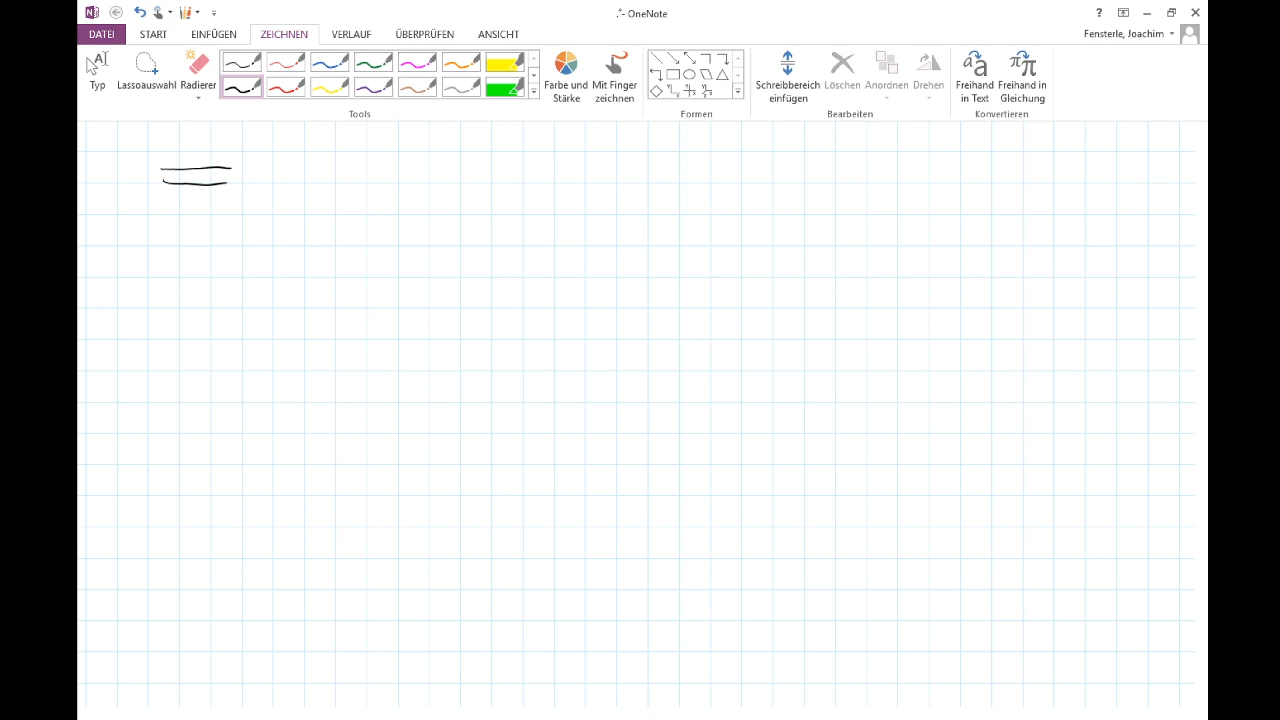 - OneNote
?
DATEI START EINFÜGEN ZEICHNEN VERLAUF ÜBERPRÜFEN ANSICHT Fensterle, Joachim
Typ Lassoauswahl Radierer Farbe und Stärke Mit Finger zeichnen Schreibbereich einfügen Löschen Anordnen Drehen Freihand in Text Freihand in Gleichung
Tools Formen Bearbeiten Konvertieren
=